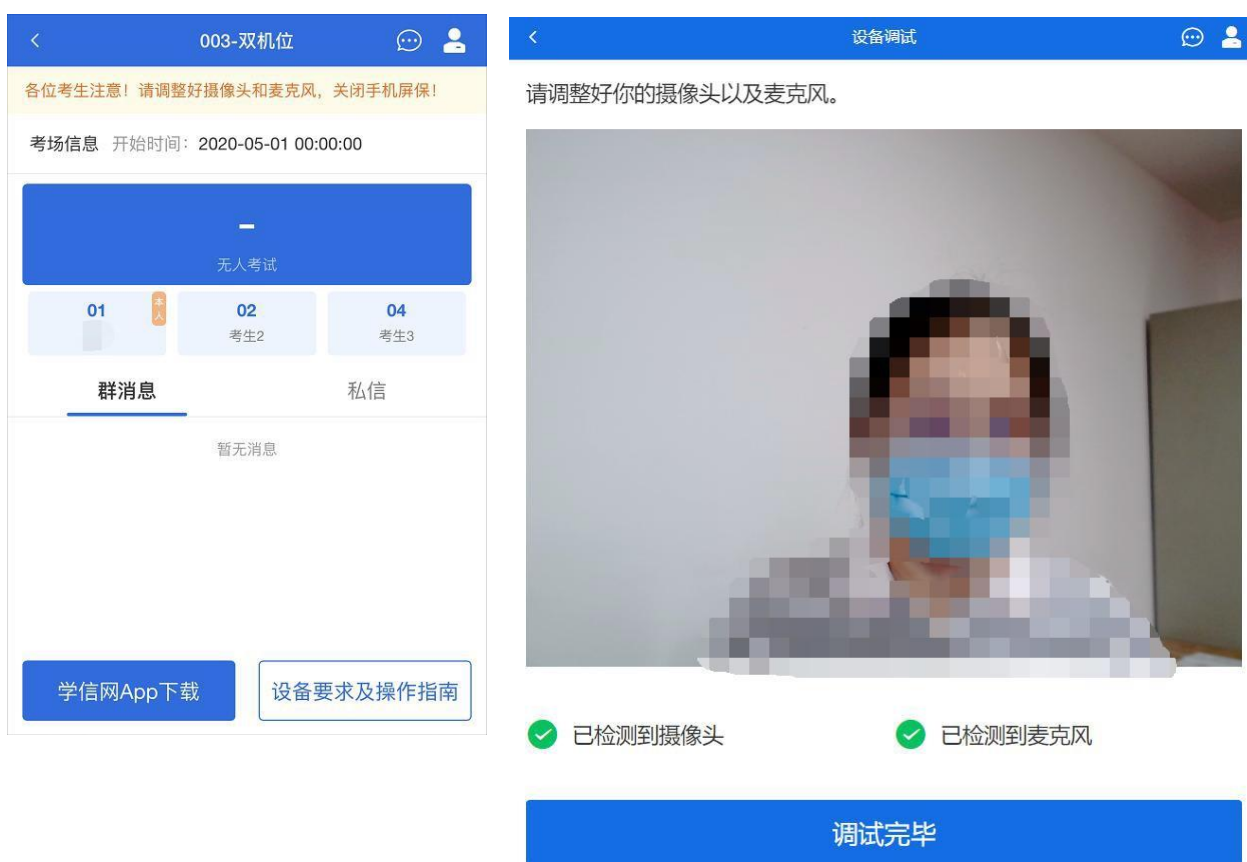 003-双机位
各位考生注意！请调整好摄像头和麦克风，关闭手机屏保！
考场信息 开始时间：2020-05-01 00:00:00
-
无人考试
01 本人 02 04
考生2 考生3
群消息 私信
暂无消息
学信网App下载 设备要求及操作指南
设备调试
请调整好你的摄像头以及麦克风。
已检测到摄像头 已检测到麦克风
调试完毕